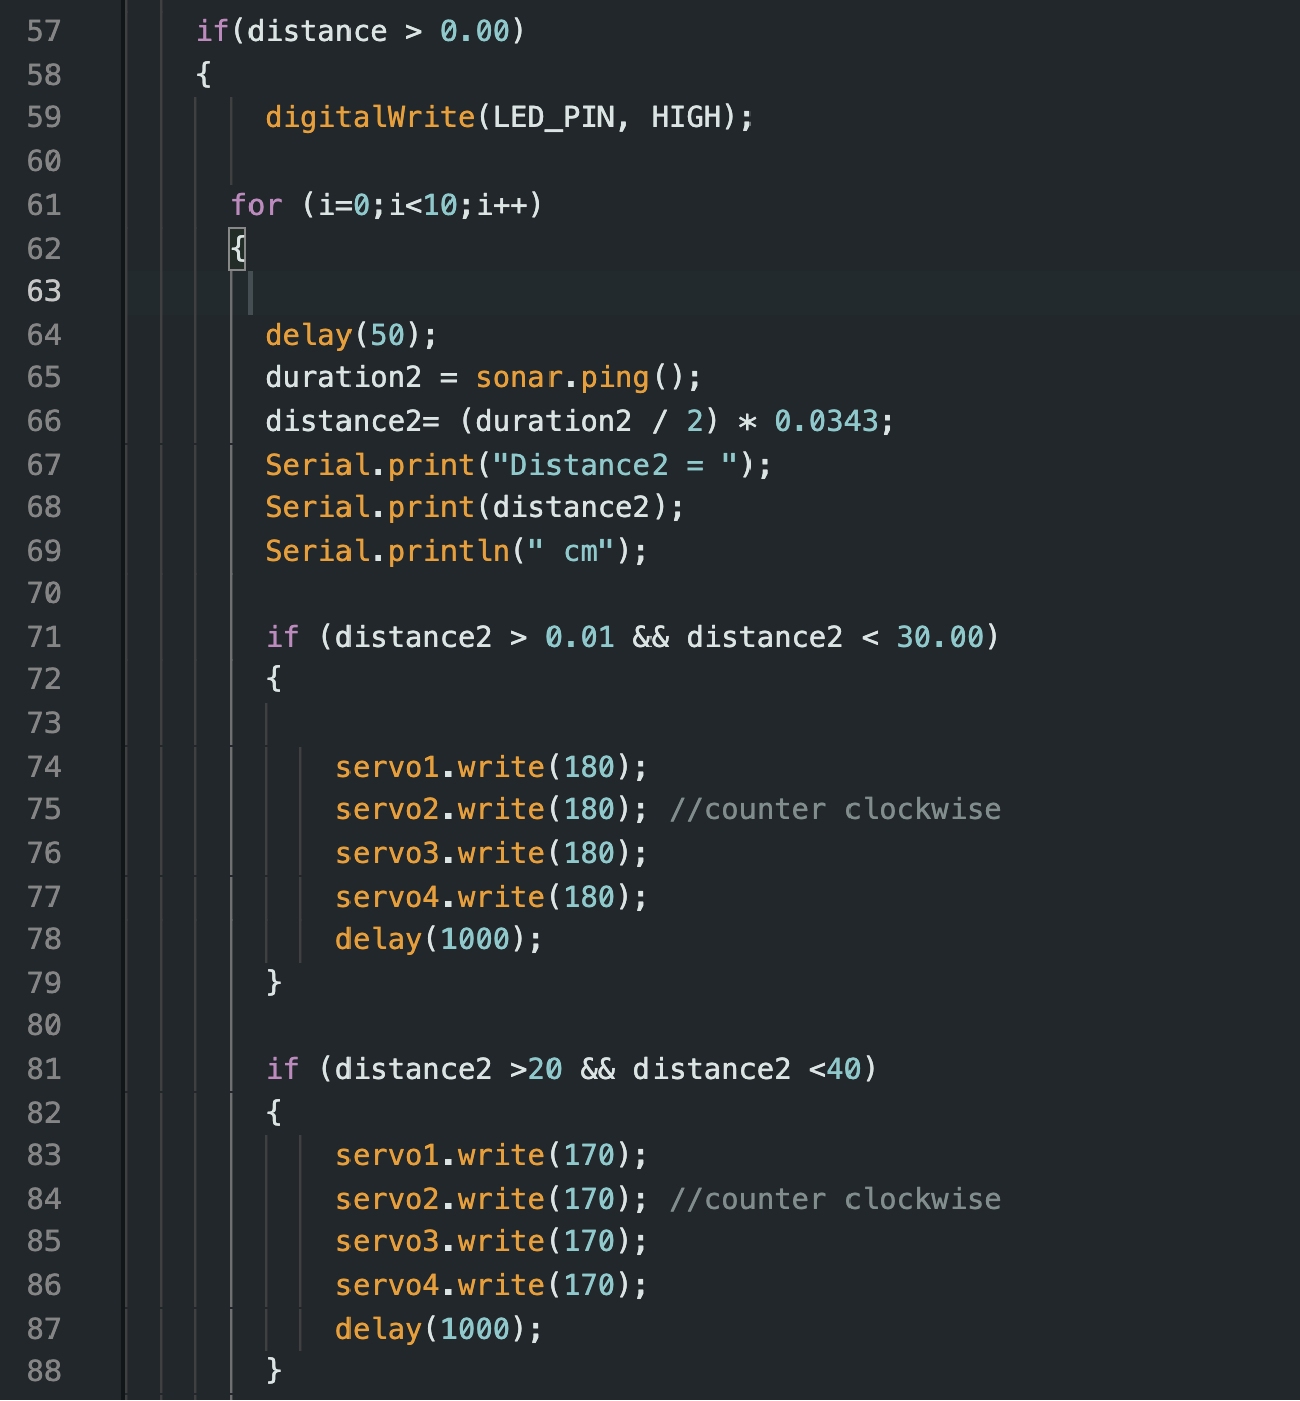 57 if(distance > 0.00)
58 {
59 digitalWrite(LED_PIN, HIGH);
60
61 for (i=0;i<10;i++)
62 {
63
64 delay(50);
65 duration2 = sonar.ping();
66 distance2= (duration2 / 2) * 0.0343;
67 Serial.print("Distance2 = ");
68 Serial.print(distance2);
69 Serial.println(" cm");
70
71 if (distance2 > 0.01 && distance2 < 30.00)
72 {
73
74 servo1.write(180);
75 servo2.write(180); //counter clockwise
76 servo3.write(180);
77 servo4.write(180);
78 delay(1000);
79 }
80
81 if (distance2 >20 && distance2 <40)
82 {
83 servo1.write(170);
84 servo2.write(170); //counter clockwise
85 servo3.write(170);
86 servo4.write(170);
87 delay(1000);
88 }